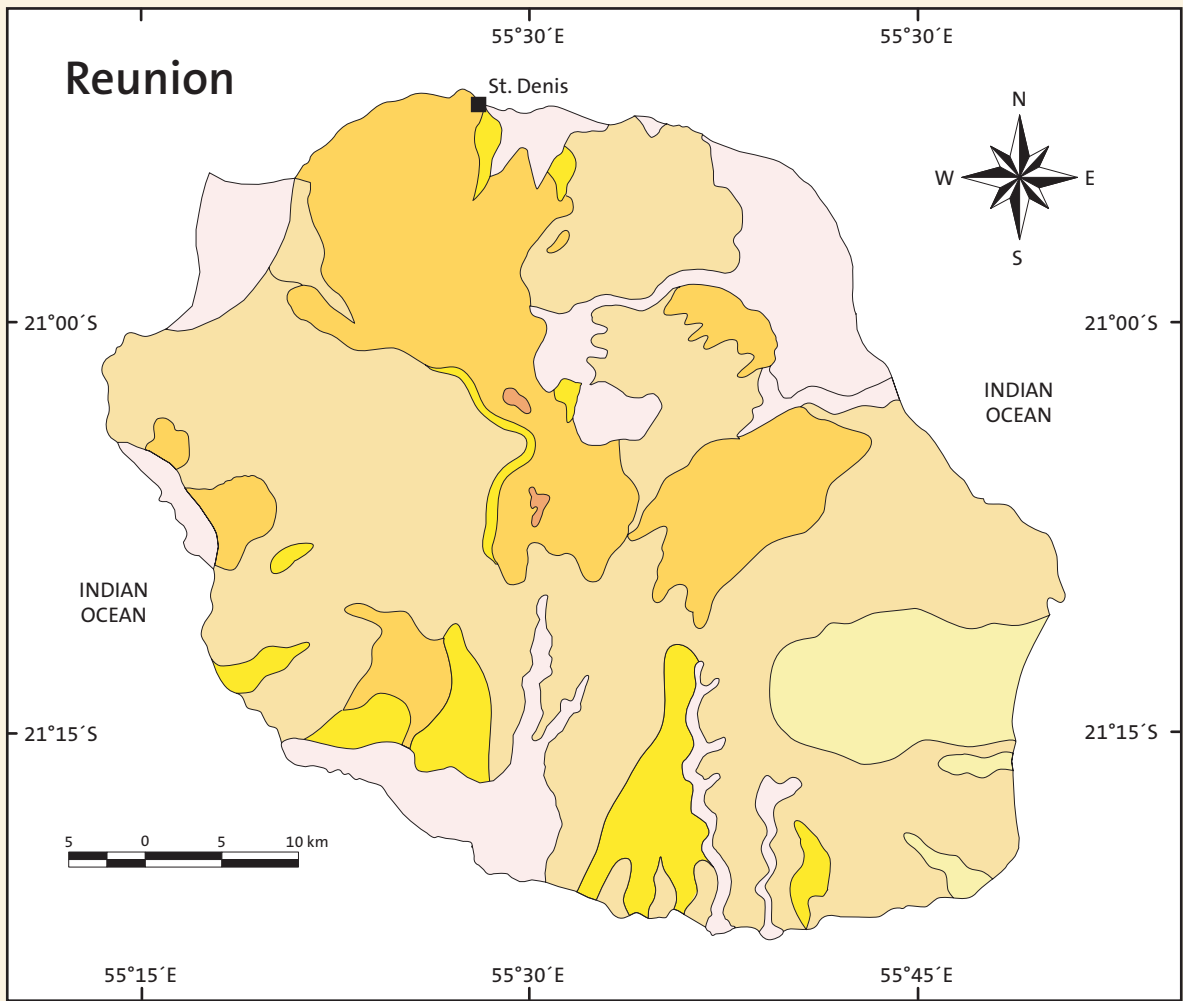 55°30´E
55°30´E
Reunion
St. Denis
N
W
E
S
21°00´S
21°00´S
INDIAN
OCEAN
INDIAN
OCEAN
21°15´S
21°15´S
5 0 5 10 km
55°15´E
55°30´E
55°45´E